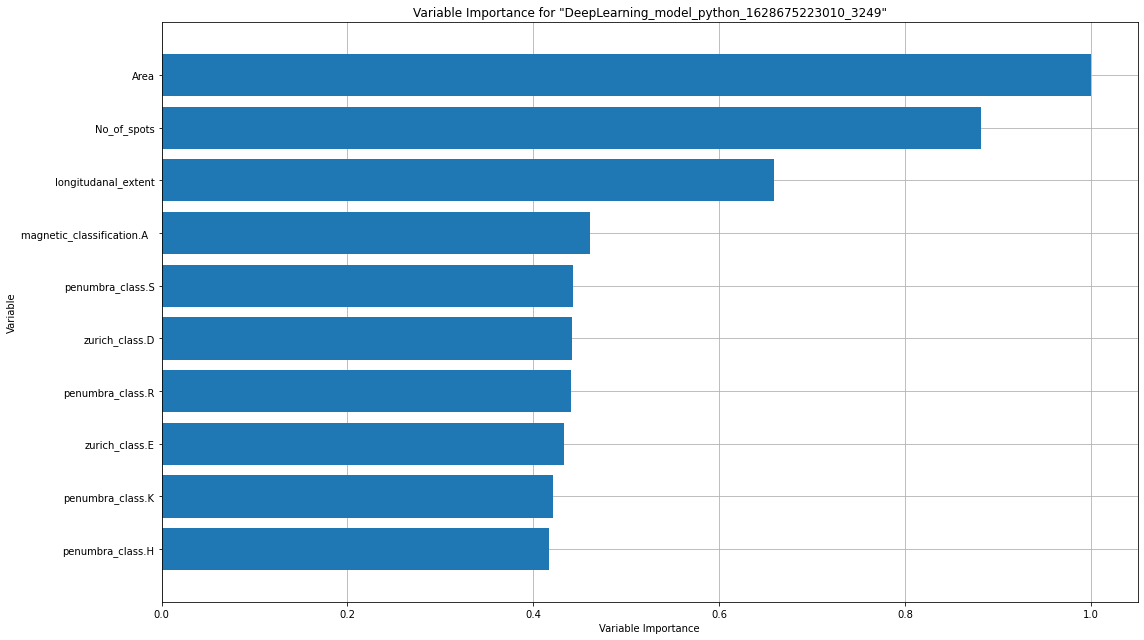 Variable Importance for "DeepLearning_model_python_1628675223010_3249"
Variable
Area
No_of_spots
longitudanal_extent
magnetic_classification.A
penumbra_class.S
zurich_class.D
penumbra_class.R
zurich_class.E
penumbra_class.K
penumbra_class.H
0.0 0.2 0.4 0.6 0.8 1.0
Variable Importance